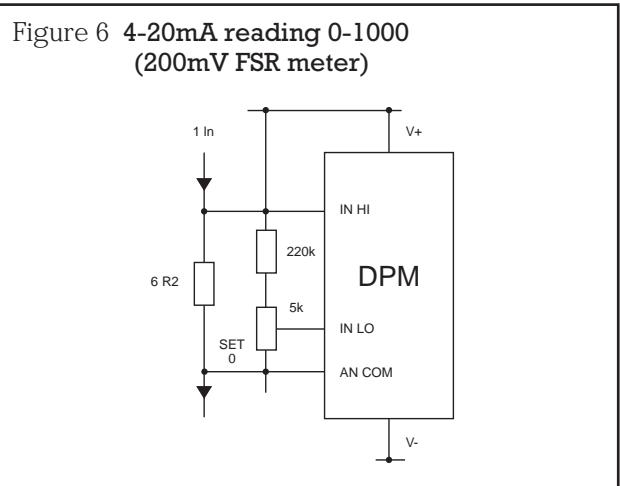 Figure 6 4-20mA reading 0-1000
(200mV FSR meter)
1 In
V+
IN HI
220k
6 R2
DPM
5k
IN LO
SET
0
AN COM
V-